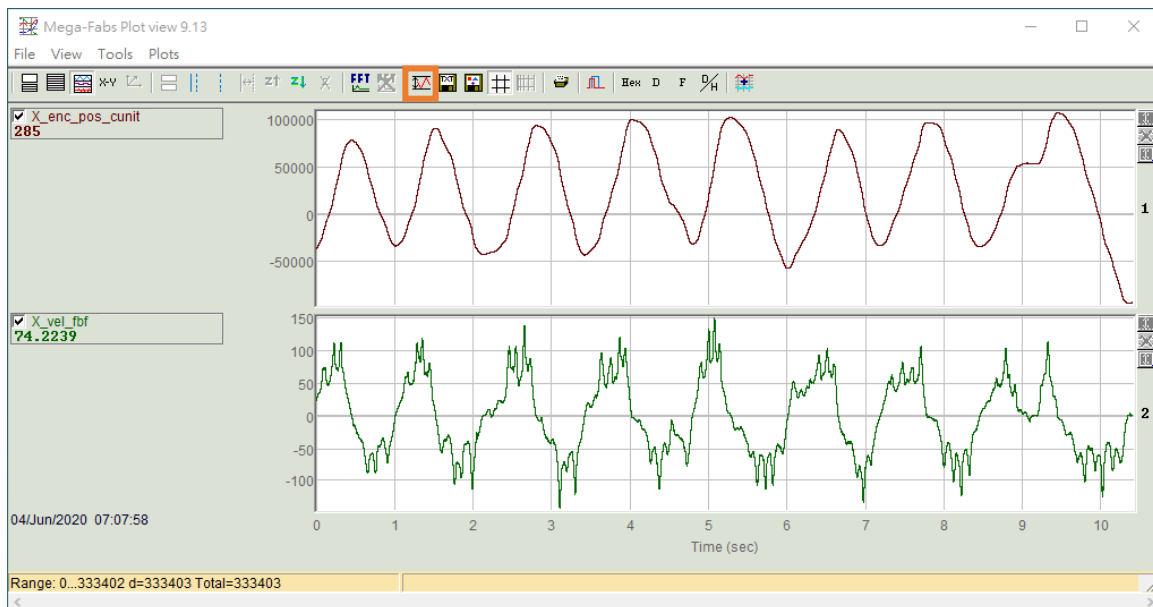 Mega-Fabs Plot view 9.13
File View Tools Plots
X-Y Z↑ Z↓ X FFT TXT Hex D F D/H
X_enc_pos_cunit
285
100000
50000
0
-50000
1
X_vel_fbf
74.2239
150
100
50
0
-50
-100
2
04/Jun/2020 07:07:58
0 1 2 3 4 5 6 7 8 9 10
Time (sec)
Range: 0...333402 d=333403 Total=333403